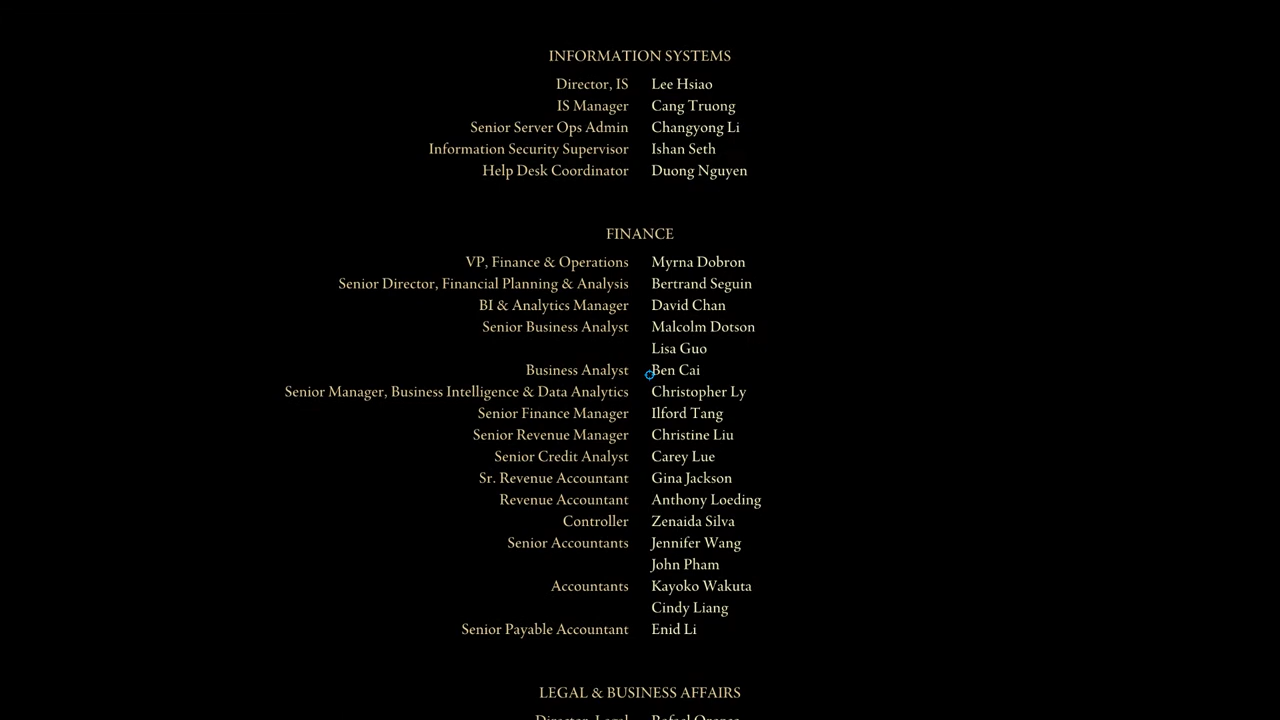 INFORMATION SYSTEMS
Director, IS Lee Hsiao
IS Manager Cang Truong
Senior Server Ops Admin Changyong Li
Information Security Supervisor Ishan Seth
Help Desk Coordinator Duong Nguyen
FINANCE
VP, Finance & Operations Myrna Dobron
Senior Director, Financial Planning & Analysis Bertrand Seguin
BI & Analytics Manager David Chan
Senior Business Analyst Malcolm Dotson
Lisa Guo
Business Analyst Ben Cai
Senior Manager, Business Intelligence & Data Analytics Christopher Ly
Senior Finance Manager Ilford Tang
Senior Revenue Manager Christine Liu
Senior Credit Analyst Carey Lue
Sr. Revenue Accountant Gina Jackson
Revenue Accountant Anthony Loeding
Controller Zenaida Silva
Senior Accountants Jennifer Wang
John Pham
Accountants Kayoko Wakuta
Cindy Liang
Senior Payable Accountant Enid Li
LEGAL & BUSINESS AFFAIRS
Director, Legal Rafael